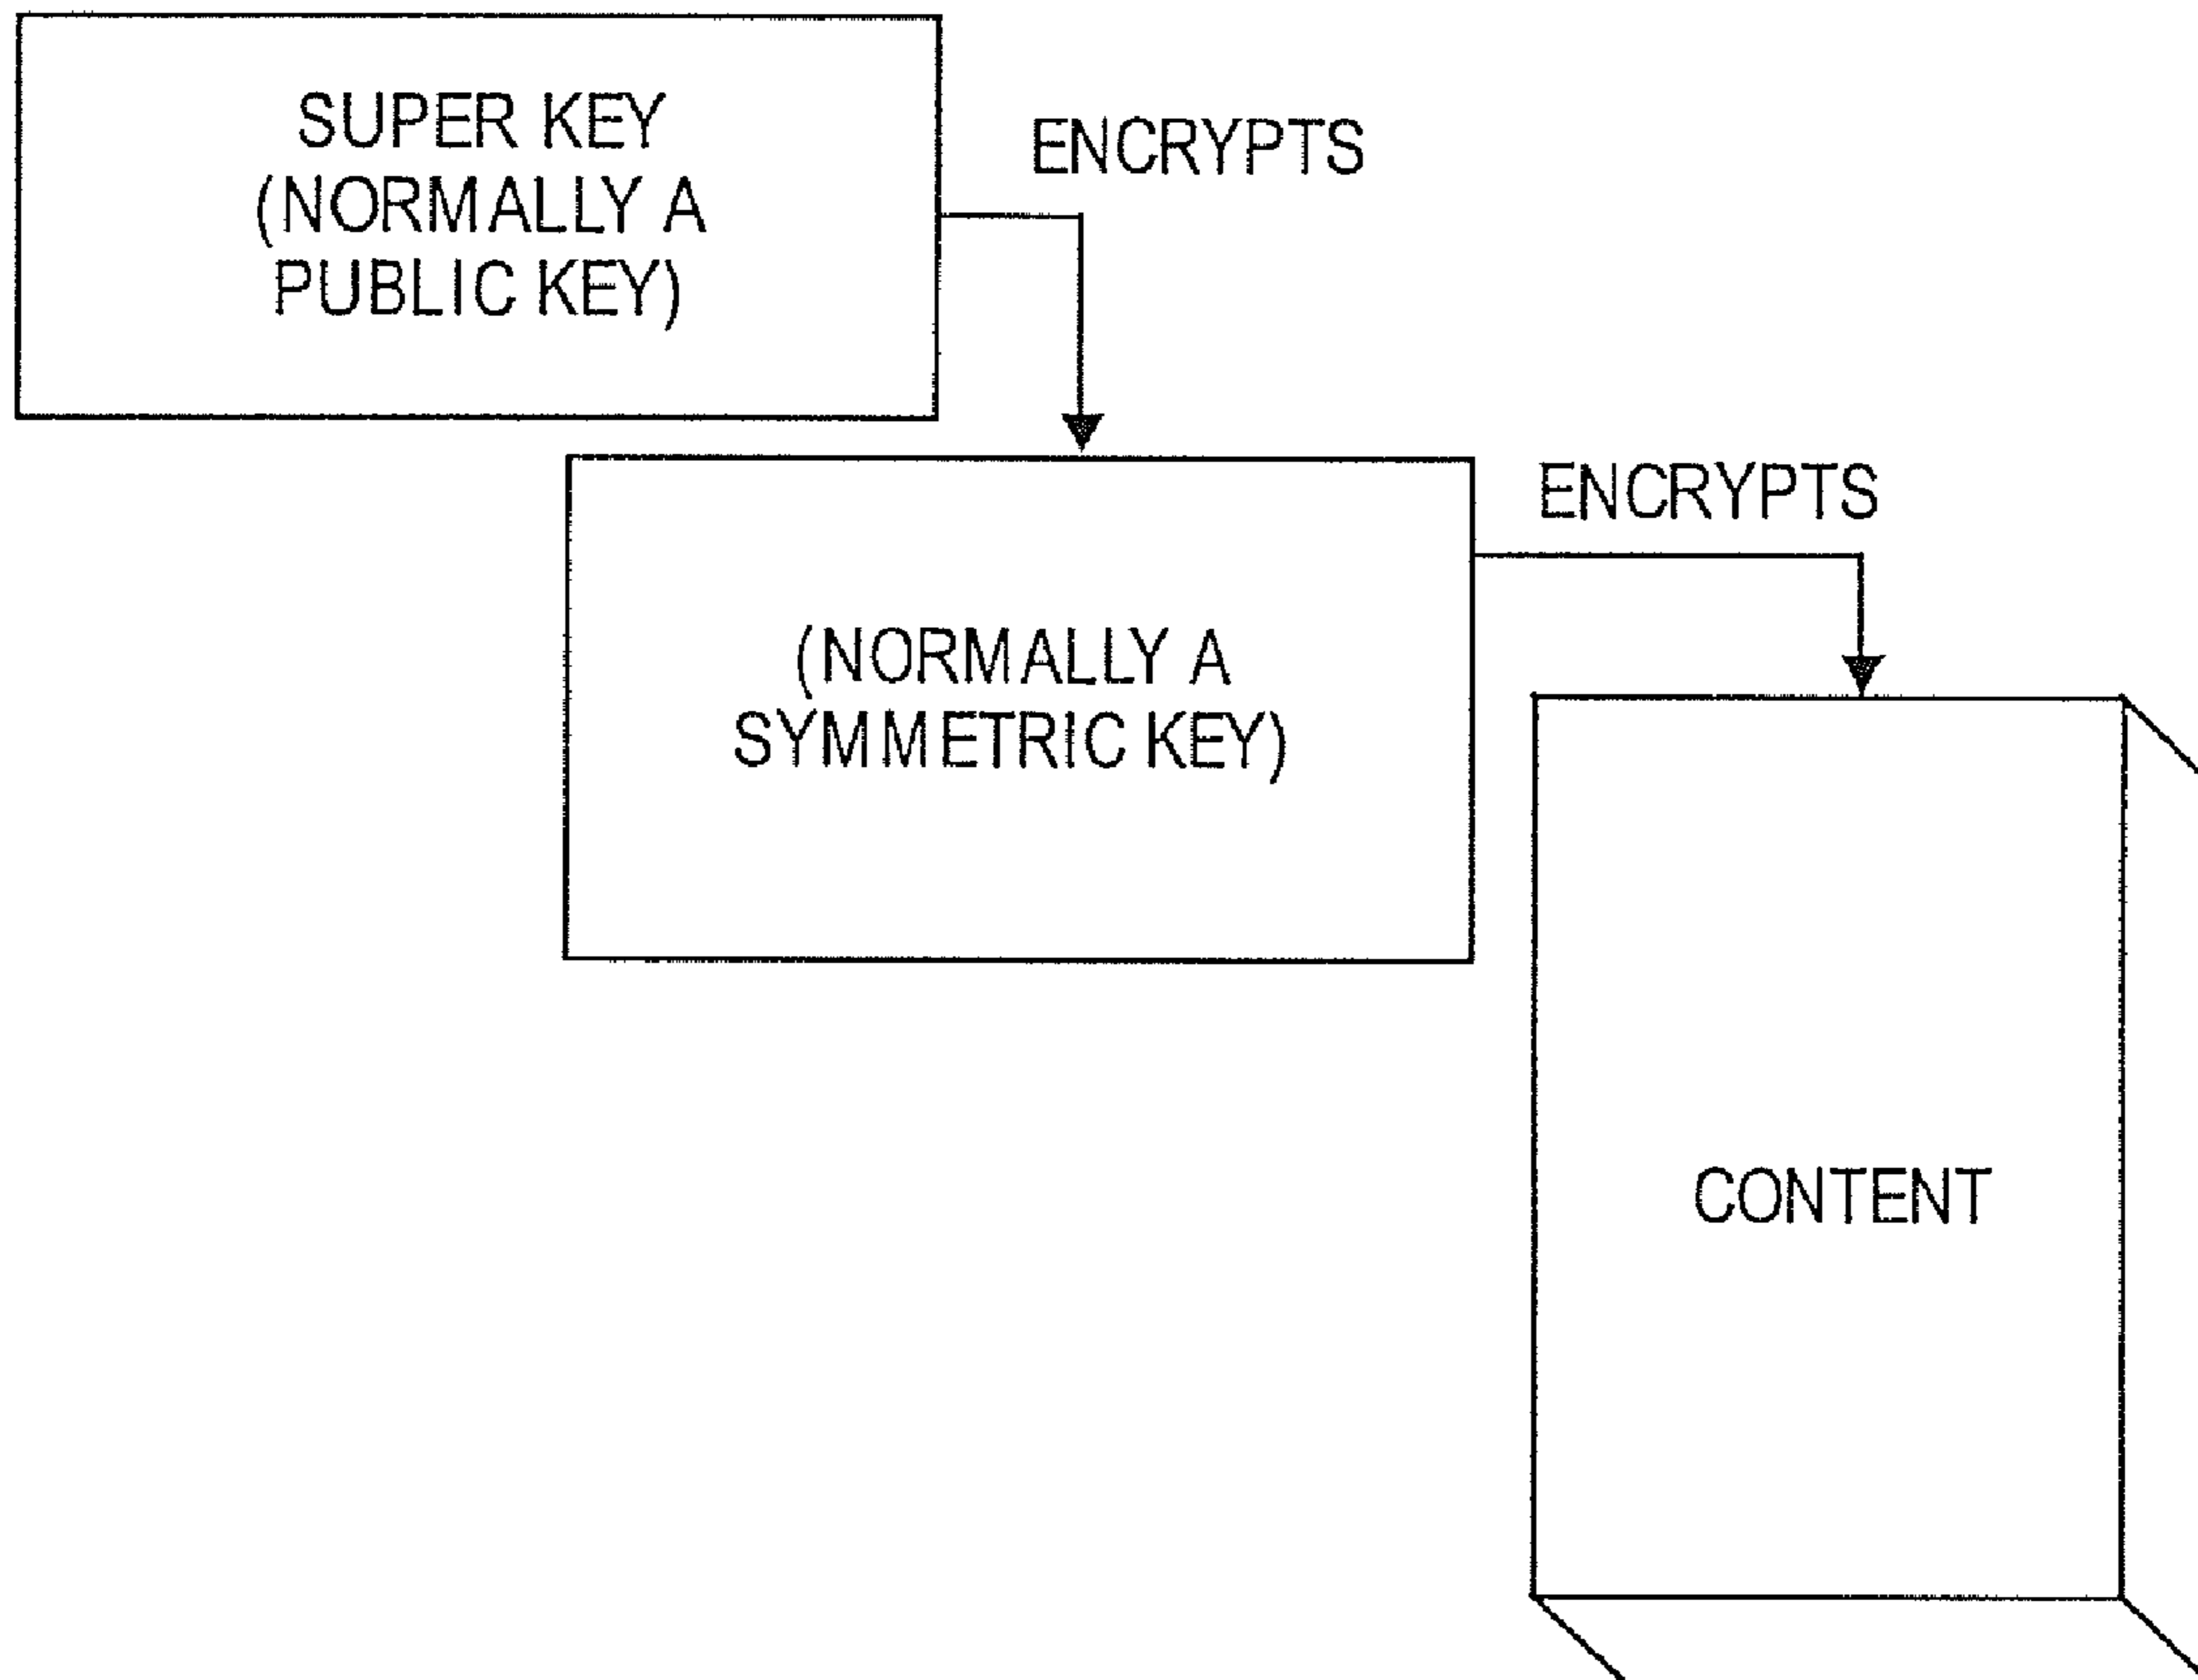 SUPER KEY
(NORMALLY A
PUBLIC KEY)
ENCRYPTS
ENCRYPTS
(NORMALLY A
SYMMETRIC KEY)
CONTENT